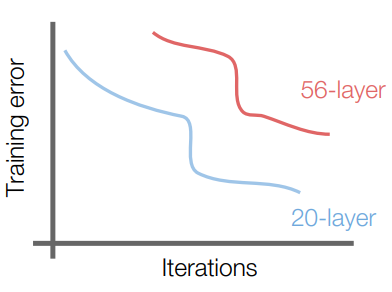 56-layer
Training error
20-layer
Iterations